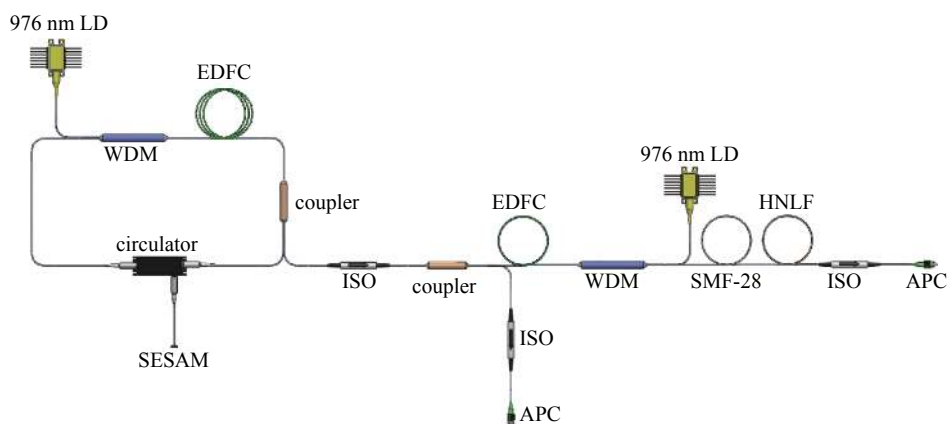 976 nm LD
EDFC
WDM
976 nm LD
coupler
EDFC
HNLF
circulator
ISO
coupler
WDM
SMF-28
ISO
APC
ISO
SESAM
APC